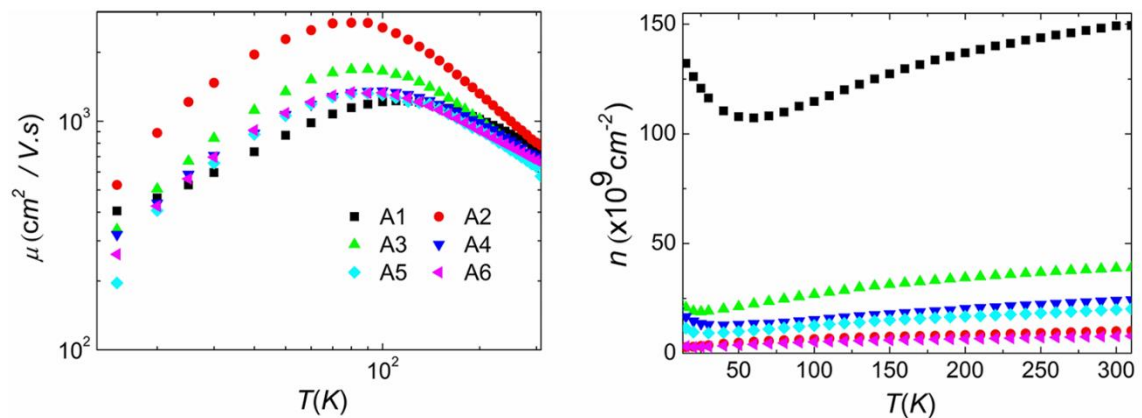 μ (cm² / V.s)
10³
10²
A1 A2
A3 A4
A5 A6
10²
T(K)
n (x10⁹cm⁻²)
150
100
50
0
50 100 150 200 250 300
T(K)